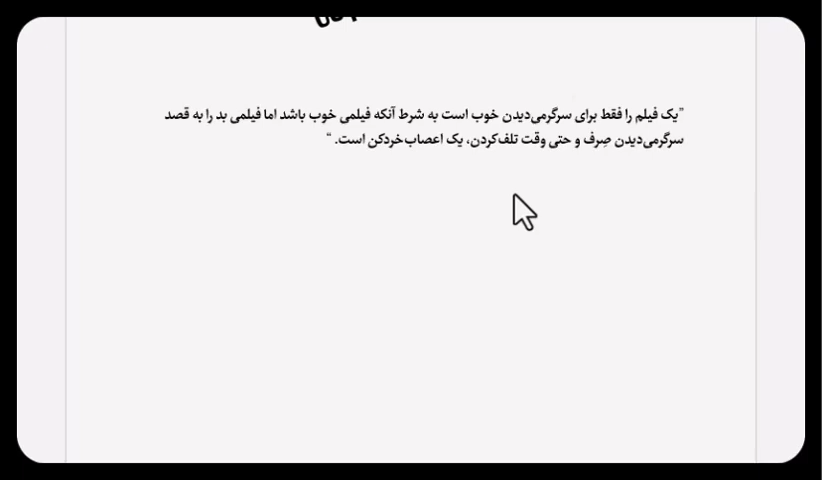 "یک فیلم را فقط برای سرگرمی‌دیدن خوب است به شرط آنکه فیلمی خوب باشد اما فیلمی بد را به قصد
سرگرمی‌دیدن صِرف و حتی وقت تلف‌کردن، یک اعصاب‌خردکن است. “